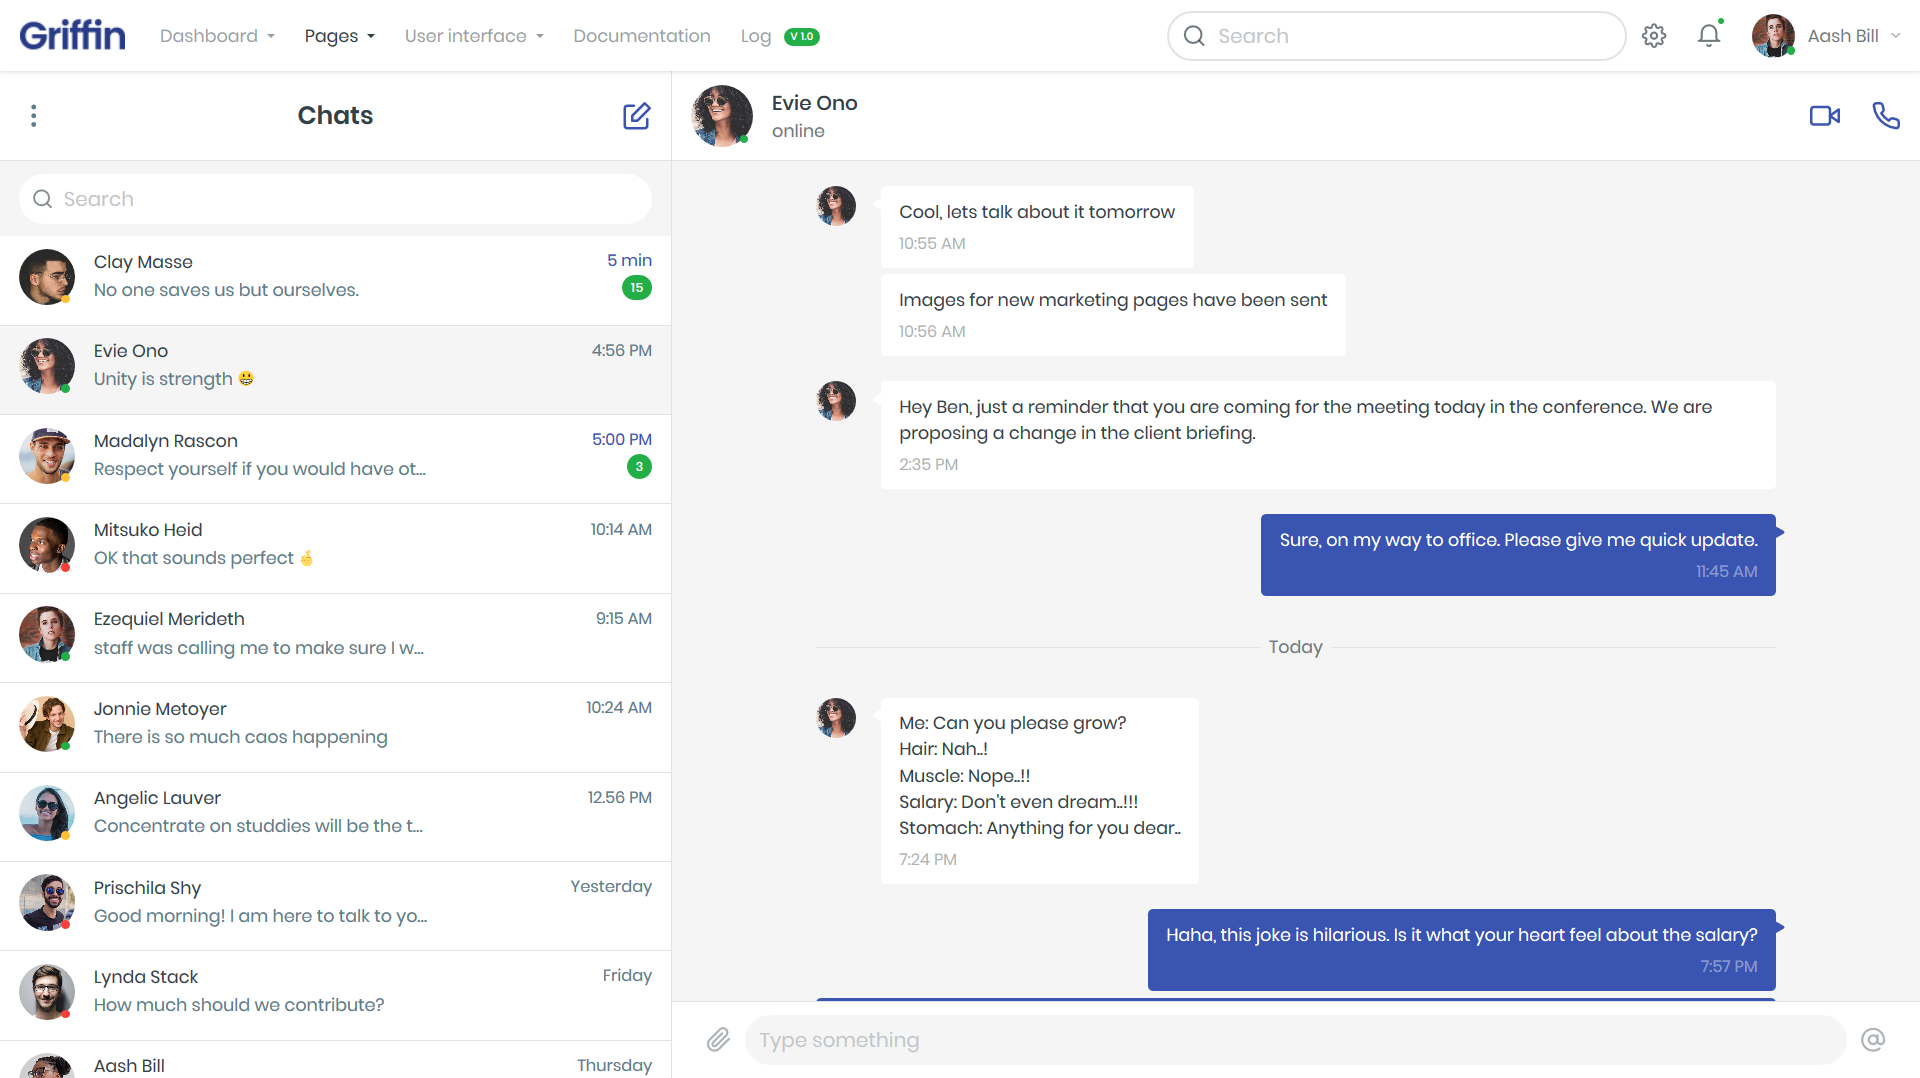 Griffin
Dashboard
Pages
User interface
Documentation
Log
V 1.0
Search
Aash Bill
Chats
Search
Clay Masse
5 min
No one saves us but ourselves.
15
Evie Ono
4:56 PM
Unity is strength 😀
Madalyn Rascon
5:00 PM
Respect yourself if you would have ot...
3
Mitsuko Heid
10:14 AM
OK that sounds perfect 🤞
Ezequiel Merideth
9:15 AM
staff was calling me to make sure I w...
Jonnie Metoyer
10:24 AM
There is so much caos happening
Angelic Lauver
12.56 PM
Concentrate on studdies will be the t...
Prischila Shy
Yesterday
Good morning! I am here to talk to yo...
Lynda Stack
Friday
How much should we contribute?
Aash Bill
Thursday
Evie Ono
online
Cool, lets talk about it tomorrow
10:55 AM
Images for new marketing pages have been sent
10:56 AM
Hey Ben, just a reminder that you are coming for the meeting today in the conference. We are
proposing a change in the client briefing.
2:35 PM
Sure, on my way to office. Please give me quick update.
11:45 AM
Today
Me: Can you please grow?
Hair: Nah..!
Muscle: Nope..!!
Salary: Don't even dream..!!!
Stomach: Anything for you dear..
7:24 PM
Haha, this joke is hilarious. Is it what your heart feel about the salary?
7:57 PM
Type something